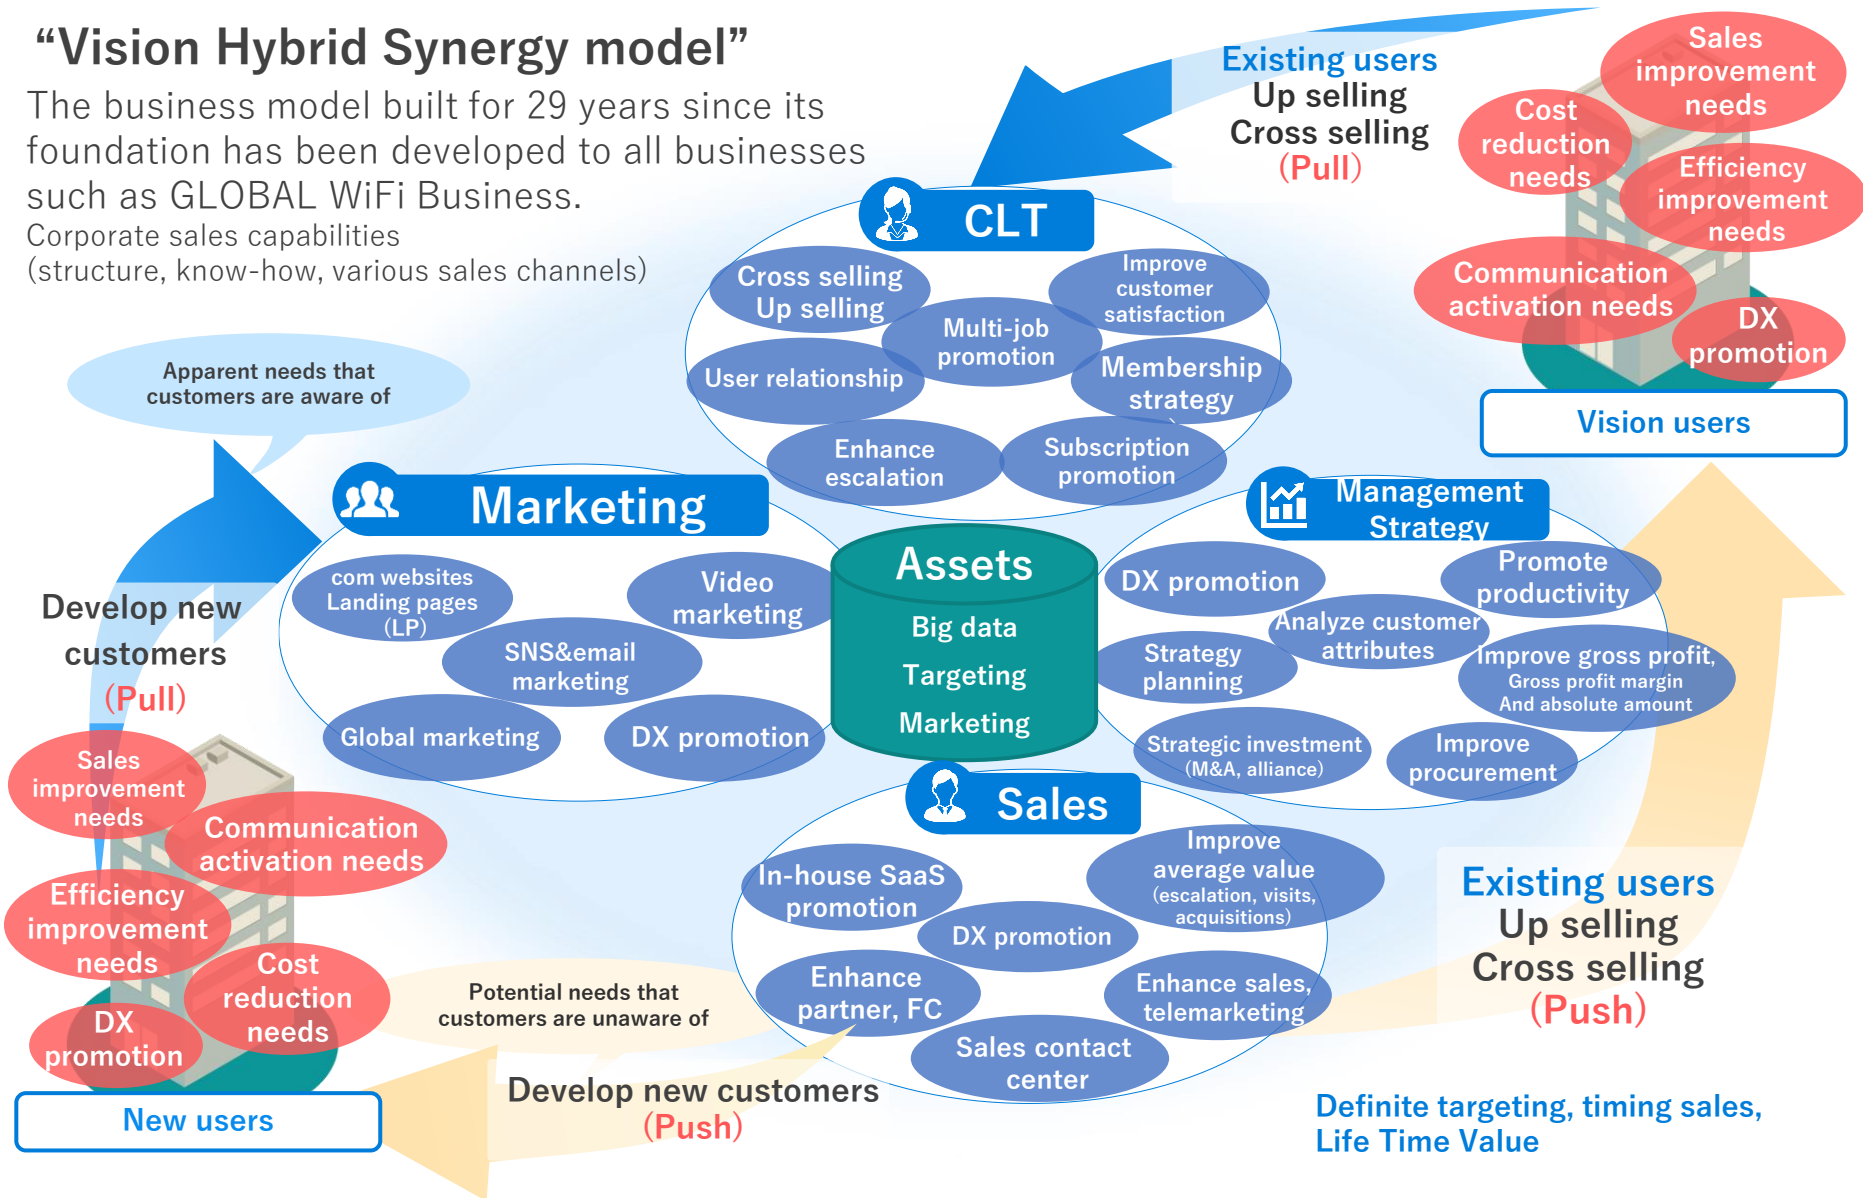 “Vision Hybrid Synergy model”
The business model built for 29 years since its
foundation has been developed to all businesses
such as GLOBAL WiFi Business.
Corporate sales capabilities
(structure, know-how, various sales channels)
Existing users
Up selling
Cross selling
(Pull)
Sales
improvement
needs
Cost
reduction
needs
Efficiency
improvement
needs
Communication
activation needs
DX
promotion
Vision users
CLT
Cross selling
Up selling
Improve
customer
satisfaction
Multi-job
promotion
User relationship
Membership
strategy
Enhance
escalation
Subscription
promotion
Apparent needs that
customers are aware of
Marketing
com websites
Landing pages
(LP)
Video
marketing
SNS&email
marketing
Global marketing
DX promotion
Assets
Big data
Targeting
Marketing
Management
Strategy
DX promotion
Promote
productivity
Analyze customer
attributes
Strategy
planning
Improve gross profit,
Gross profit margin
And absolute amount
Strategic investment
(M&A, alliance)
Improve
procurement
Develop new
customers
(Pull)
Sales
improvement
needs
Communication
activation needs
Efficiency
improvement
needs
Cost
reduction
needs
DX
promotion
New users
Sales
In-house SaaS
promotion
Improve
average value
(escalation, visits,
acquisitions)
DX promotion
Enhance
partner, FC
Enhance sales,
telemarketing
Sales contact
center
Potential needs that
customers are unaware of
Develop new customers
(Push)
Existing users
Up selling
Cross selling
(Push)
Definite targeting, timing sales,
Life Time Value